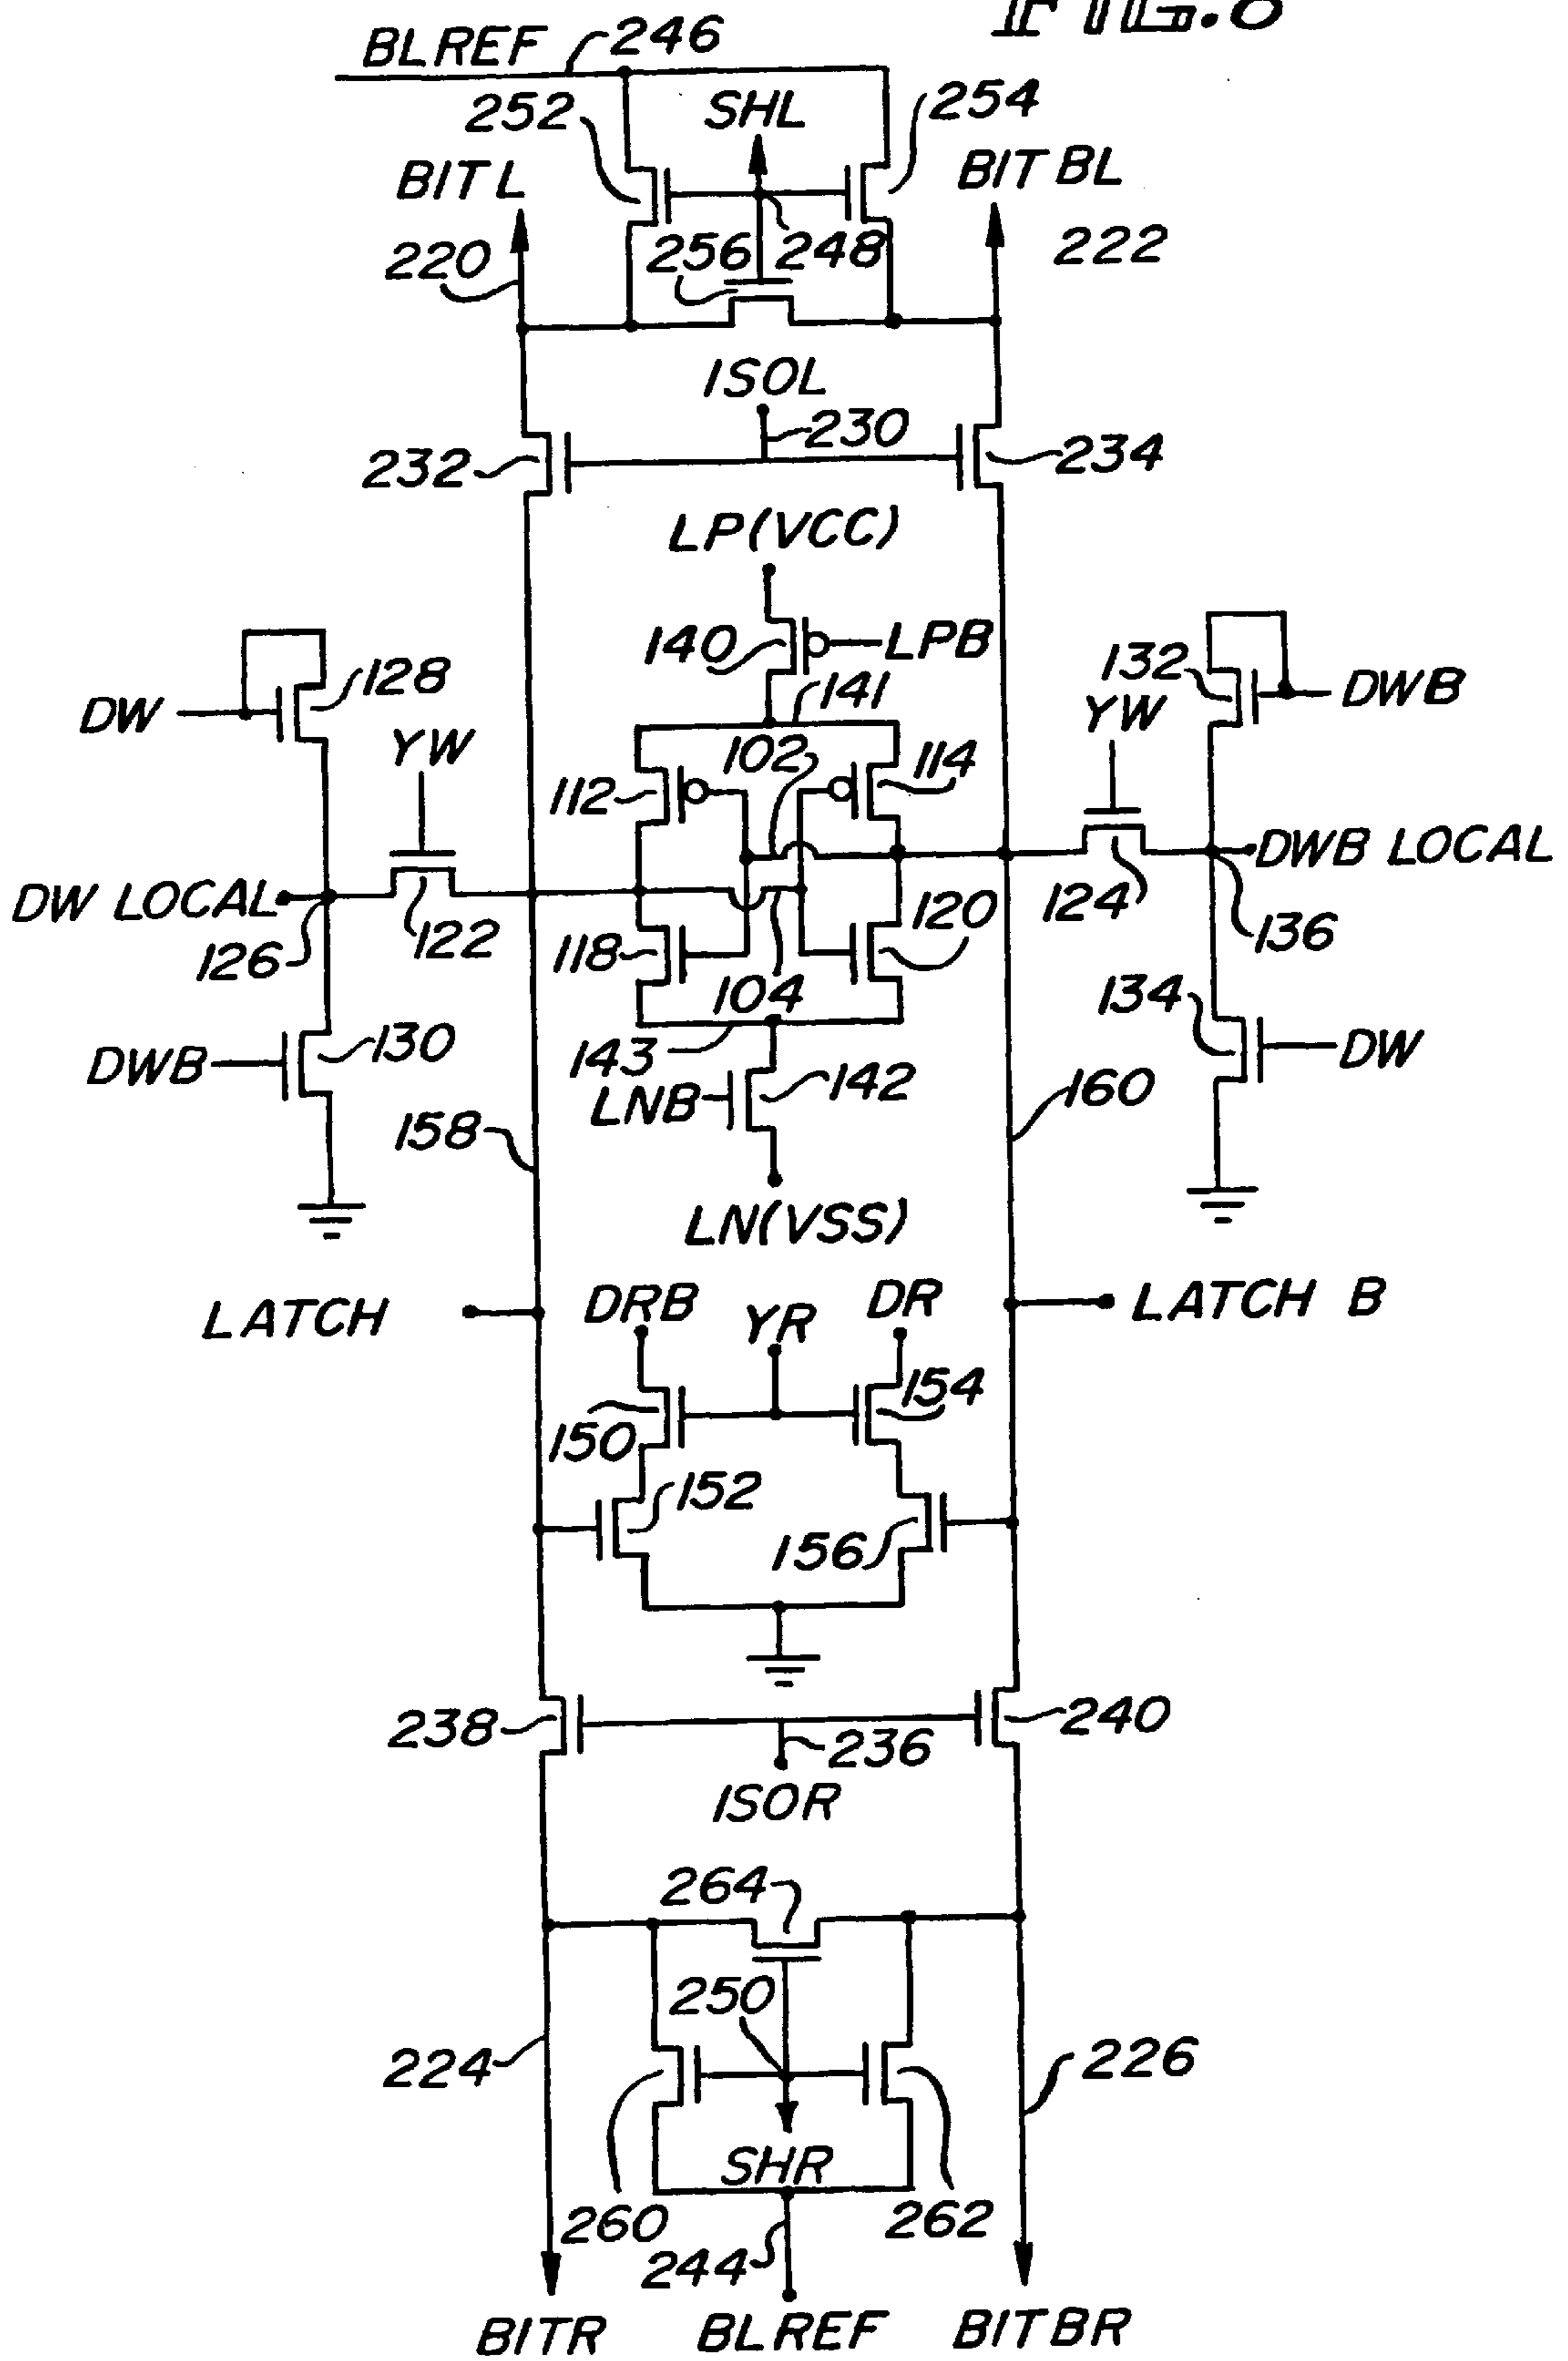 FIG.8
BLREF 246
252 SHL 254
BIT L BIT BL
220 256 248 222
ISOL
230
232 234
LP(VCC)
140 LPB 132 DWB
128 141 YW
DW YW 102 114
112
DWB LOCAL
DW LOCAL 124
122 118 120 136
126 104 134
DWB 130 143 DW
LNB 142 160
158
LN(VSS)
LATCH DRB YR DR LATCH B
154
150
152
156
238 240
236
ISOR
264
250
224 226
SHR
260 262
244
BITR BLREF BITBR